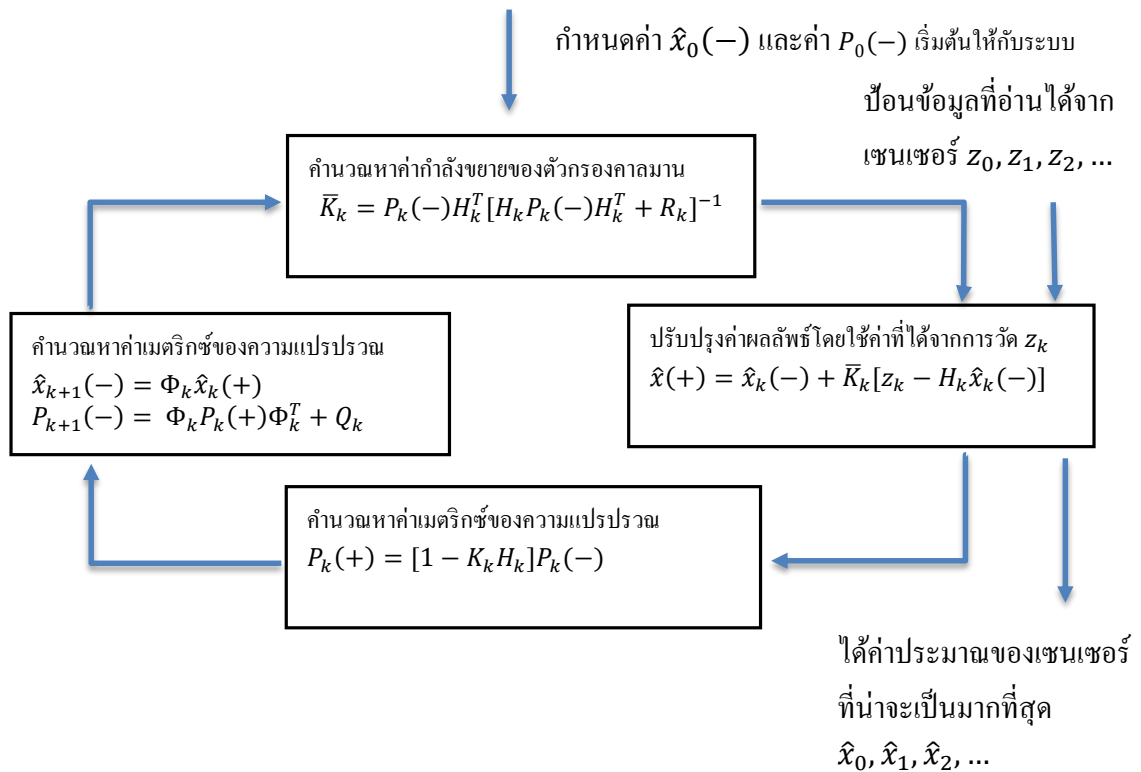 กำหนดค่า x̂₀(−) และค่า P₀(−) เริ่มต้นให้กับระบบ
ป้อนข้อมูลที่อ่านได้จาก
เซนเซอร์ z₀, z₁, z₂, …
คำนวณหาค่ากำลังขยายของตัวกรองคาลมาน
K̅ₖ = Pₖ(−)Hₖᵀ[HₖPₖ(−)Hₖᵀ + Rₖ]⁻¹
ปรับปรุงค่าผลลัพธ์โดยใช้ค่าที่ได้จากการวัด zₖ
x̂(+) = x̂ₖ(−) + K̅ₖ[zₖ − Hₖx̂ₖ(−)]
คำนวณหาค่าเมตริกซ์ของความแปรปรวณ
x̂ₖ₊₁(−) = Φₖx̂ₖ(+)
Pₖ₊₁(−) = ΦₖPₖ(+)Φₖᵀ + Qₖ
คำนวณหาค่าเมตริกซ์ของความแปรปรวณ
Pₖ(+) = [1 − KₖHₖ]Pₖ(−)
ได้ค่าประมาณของเซนเซอร์
ที่น่าจะเป็นมากที่สุด
x̂₀, x̂₁, x̂₂, …